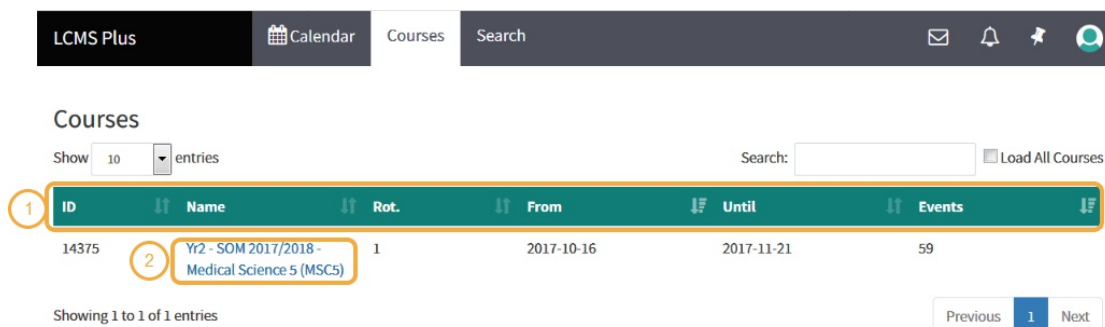 LCMS Plus Calendar Courses Search
Courses
Show 10 entries Search: Load All Courses
1 ID Name Rot. From Until Events
14375 2 Yr2 - SOM 2017/2018 - 1 2017-10-16 2017-11-21 59
Medical Science 5 (MSC5)
Showing 1 to 1 of 1 entries Previous 1 Next